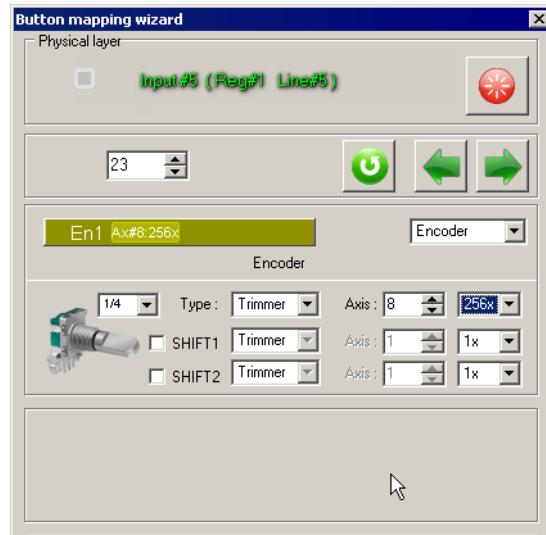 Button mapping wizard
Physical layer
Input #5 ( Reg#1 Line#5 )
23
En1 Ax#8:256x Encoder
Encoder
1/4 Type : Trimmer Axis : 8 256x
SHIFT1 Trimmer Axis : 1 1x
SHIFT2 Trimmer Axis : 1 1x